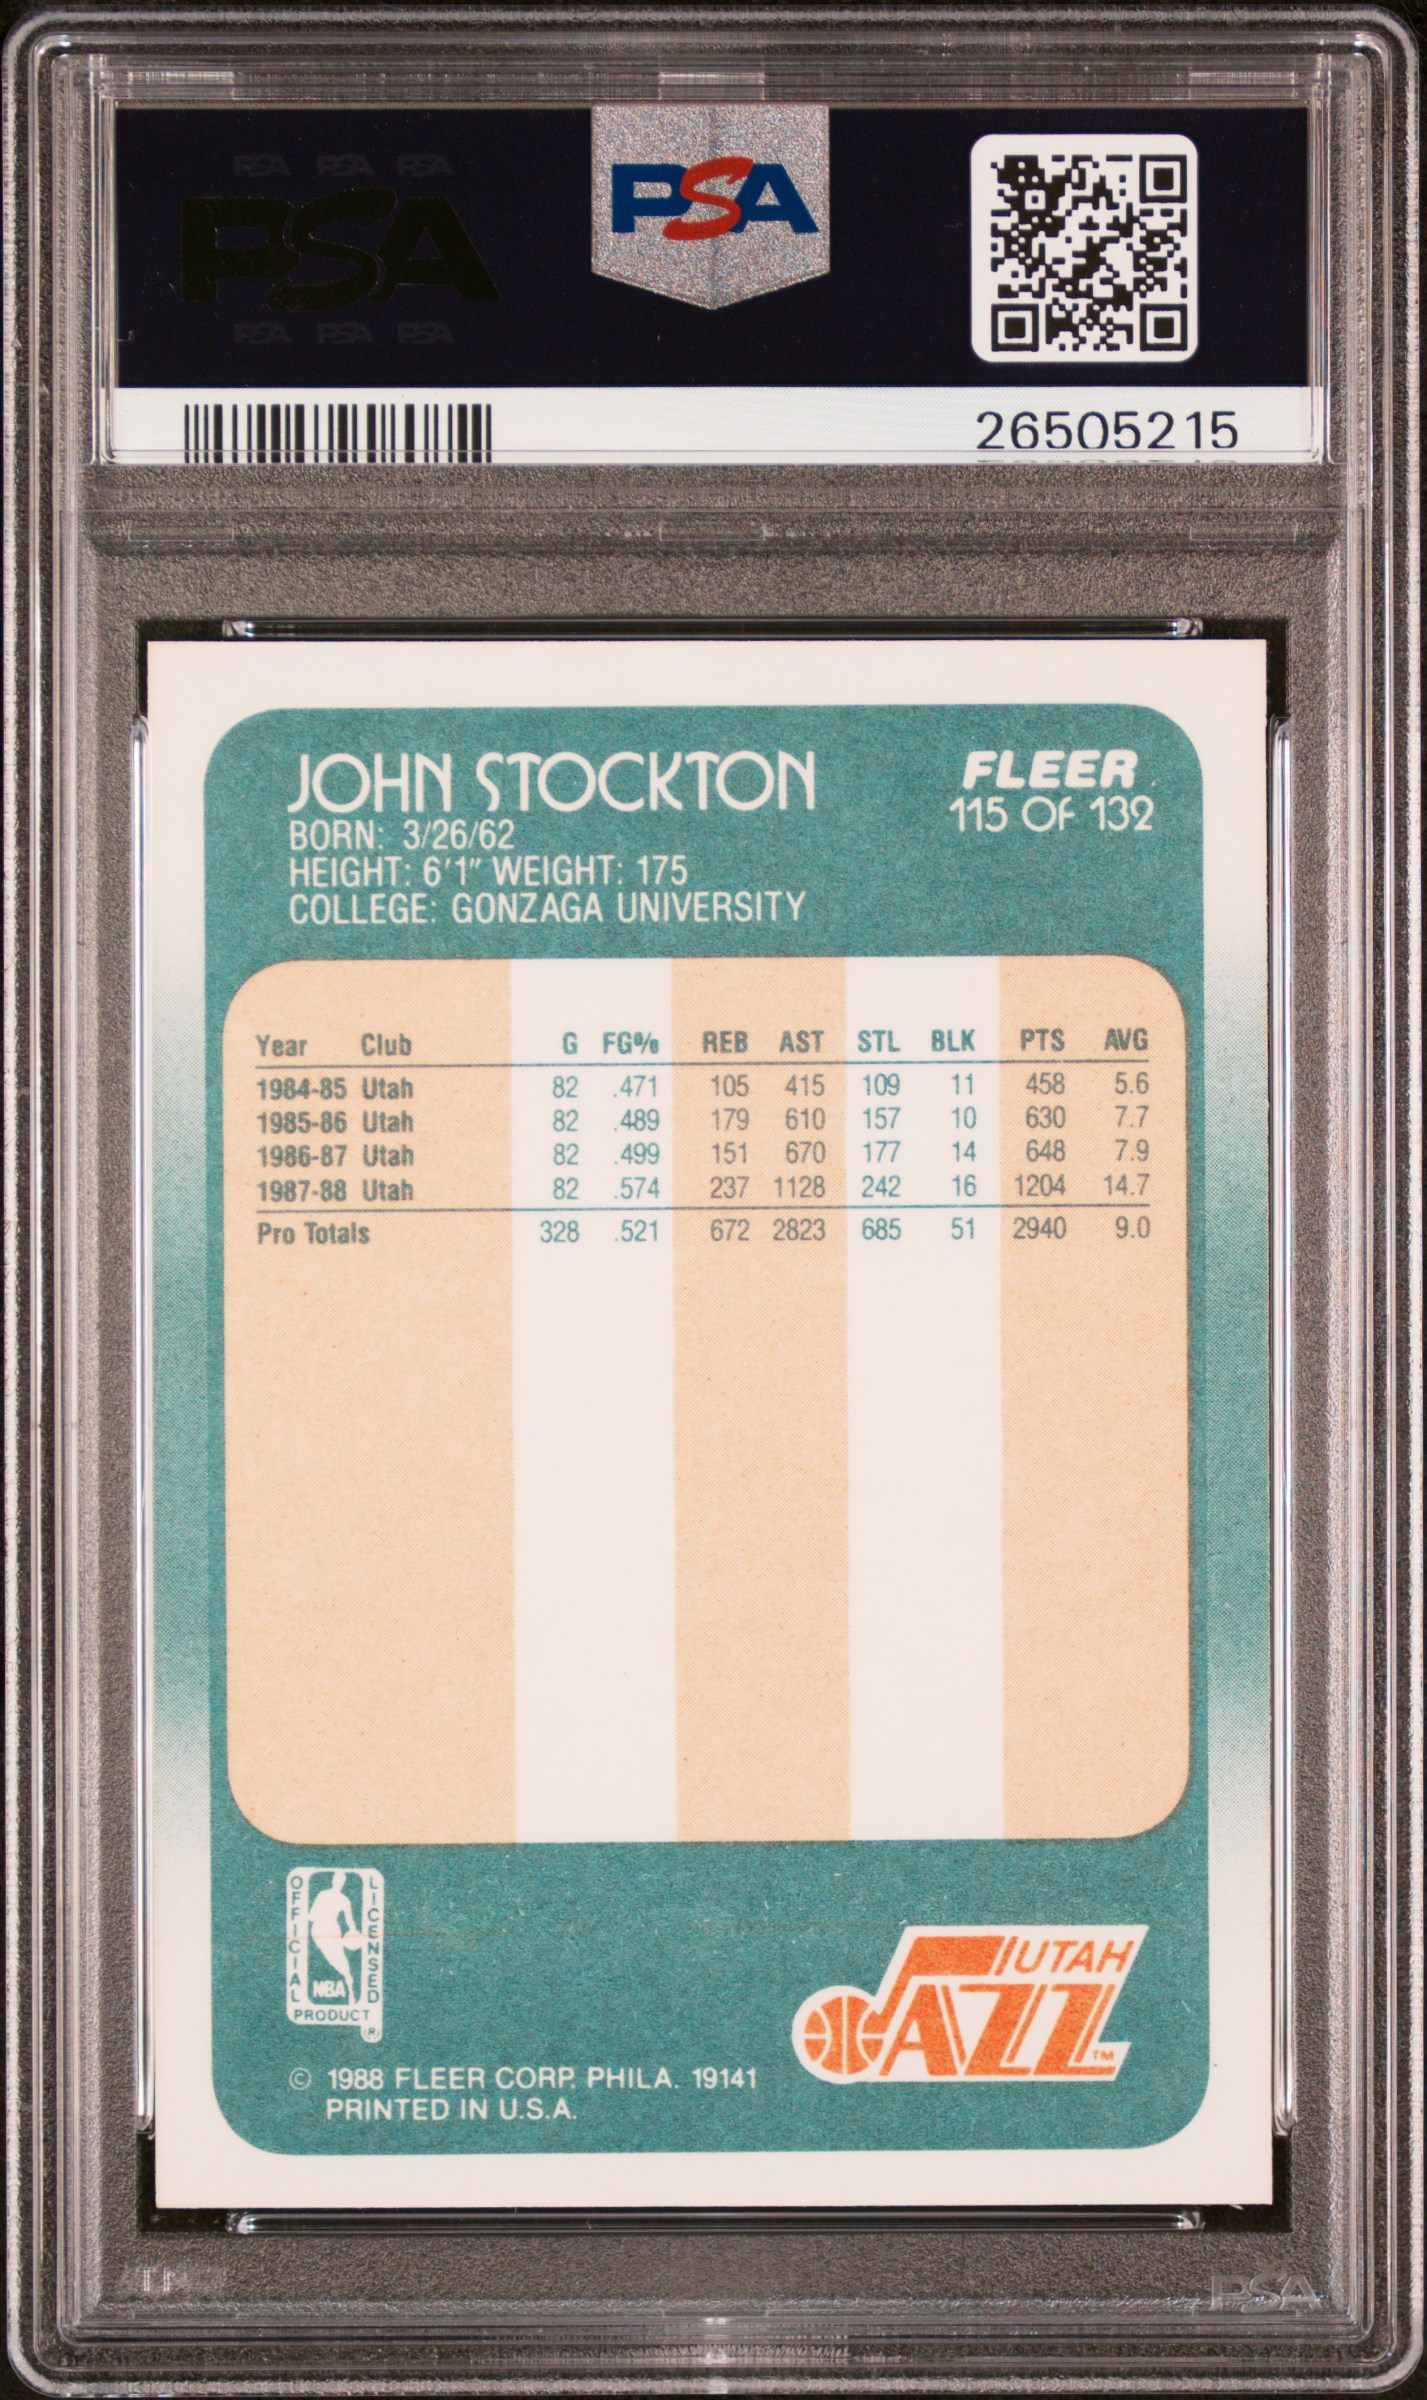 PSA PSA PSA
PSA
PSA PSA PSA
PSA
26505215
JOHN STOCKTON
BORN: 3/26/62
HEIGHT: 6'1" WEIGHT: 175
COLLEGE: GONZAGA UNIVERSITY
FLEER
115 OF 132
Year Club G FG% REB AST STL BLK PTS AVG
1984-85 Utah 82 .471 105 415 109 11 458 5.6
1985-86 Utah 82 .489 179 610 157 10 630 7.7
1986-87 Utah 82 .499 151 670 177 14 648 7.9
1987-88 Utah 82 .574 237 1128 242 16 1204 14.7
Pro Totals 328 .521 672 2823 685 51 2940 9.0
OFFICIAL LICENSED
NBA
PRODUCT ®
UTAH
JAZZ ™
© 1988 FLEER CORP. PHILA. 19141
PRINTED IN U.S.A.
PSA